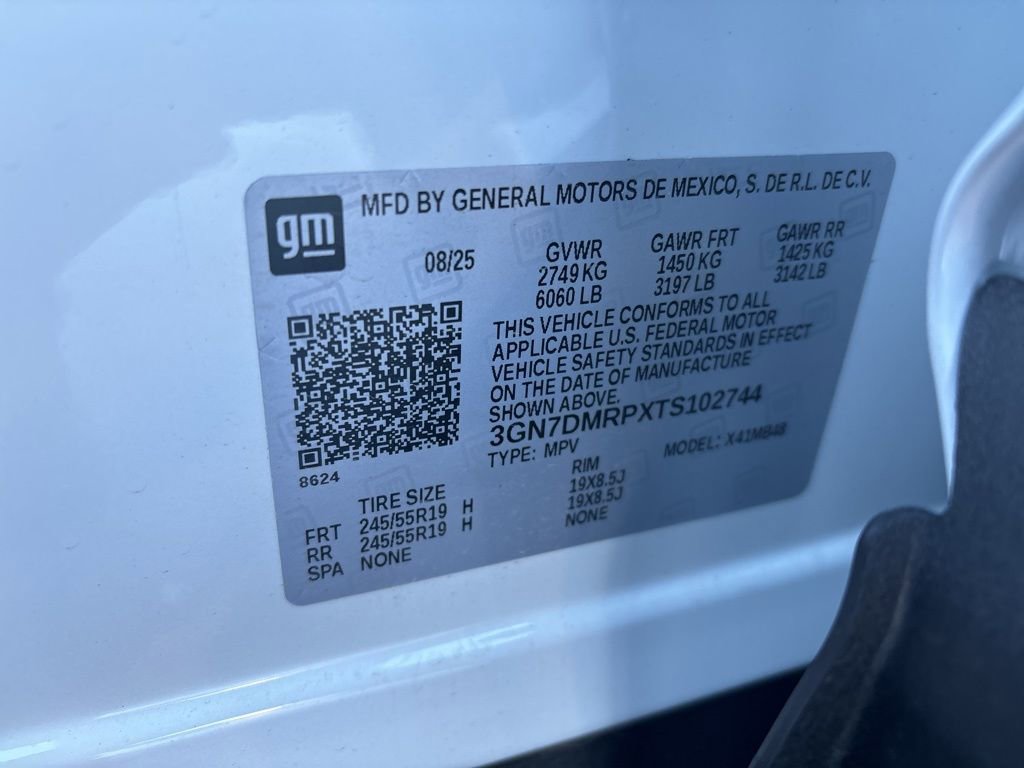 gm
MFD BY GENERAL MOTORS DE MEXICO, S. DE R.L. DE C.V.
08/25
GVWR
2749 KG
6060 LB
GAWR FRT
1450 KG
3197 LB
GAWR RR
1425 KG
3142 LB
THIS VEHICLE CONFORMS TO ALL
APPLICABLE U.S. FEDERAL MOTOR
VEHICLE SAFETY STANDARDS IN EFFECT
ON THE DATE OF MANUFACTURE
SHOWN ABOVE.
3GN7DMRPXTS102744
TYPE: MPV MODEL: X41MB48
8624
TIRE SIZE RIM
FRT 245/55R19 H 19X8.5J
RR 245/55R19 H 19X8.5J
SPA NONE NONE